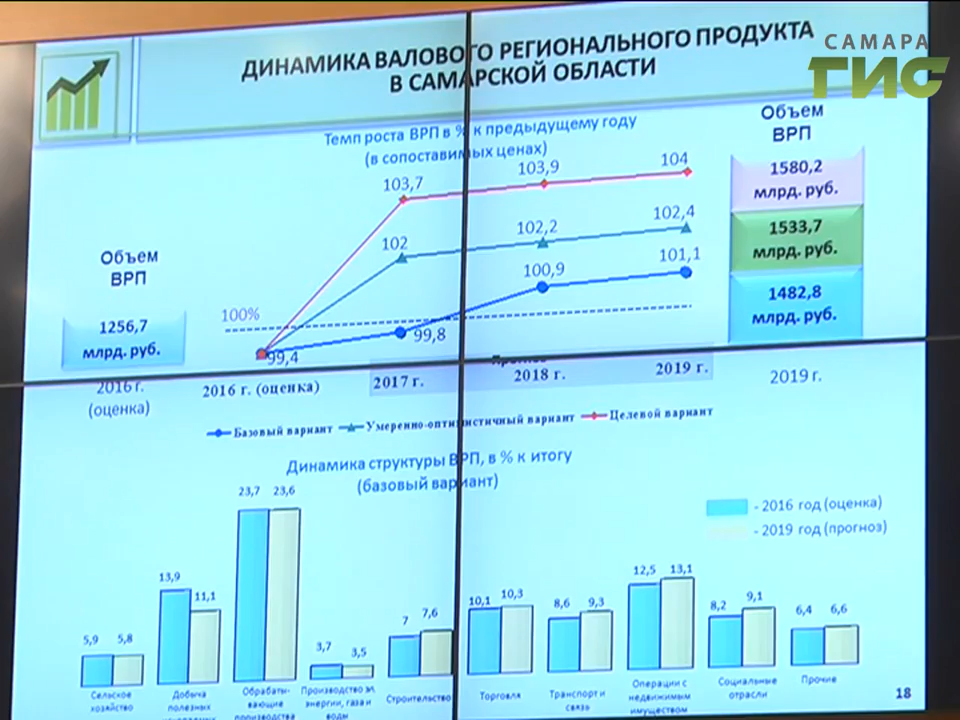 ДИНАМИКА ВАЛОВОГО РЕГИОНАЛЬНОГО ПРОДУКТА
В САМАРСКОЙ ОБЛАСТИ
САМАРА
ГИС
Темп роста ВРП в % к предыдущему году
(в сопоставимых ценах)
Объем
ВРП
1580,2
млрд. руб.
1533,7
млрд. руб.
1482,8
млрд. руб.
2019 г.
Объем
ВРП
1256,7
млрд. руб.
2016 г.
(оценка)
103,7
103,9
104
102
102,2
102,4
100,9
101,1
100%
99,4
99,8
Прогноз
2016 г. (оценка)
2017 г.
2018 г.
2019 г.
Базовый вариант
Умеренно-оптимистичный вариант
Целевой вариант
Динамика структуры ВРП, в % к итогу
(базовый вариант)
- 2016 год (оценка)
- 2019 год (прогноз)
5,9 5,8
13,9 11,1
23,7 23,6
3,7 3,5
7 7,6
10,1 10,3
8,6 9,3
12,5 13,1
8,2 9,1
6,4 6,6
Сельское
хозяйство
Добыча
полезных
Обрабаты-
вающие
производства
Производство эл.
энергии, газа и
воды
Строительство
Торговля
Транспорт и
связь
Операции с
недвижимым
имуществом
Социальные
отрасли
Прочие
18